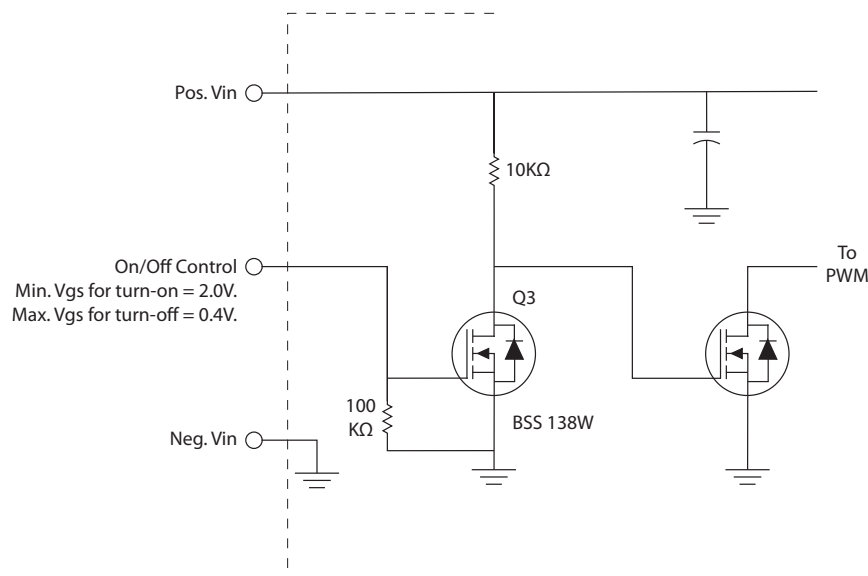 Pos. Vin
10KΩ
On/Off Control
Min. Vgs for turn-on = 2.0V.
Max. Vgs for turn-off = 0.4V.
To
PWM
Q3
100
KΩ
BSS 138W
Neg. Vin